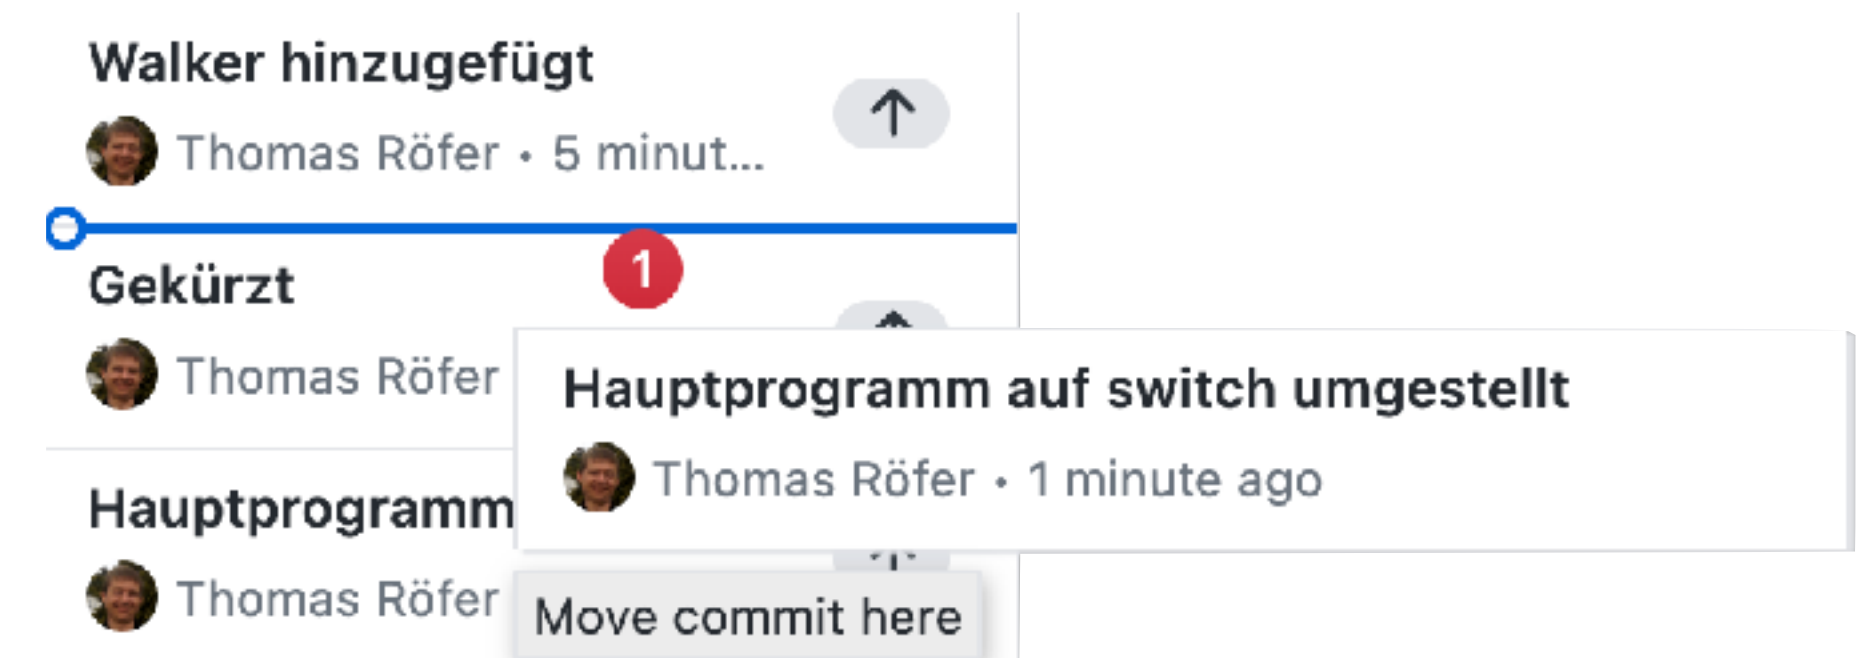 Walker hinzugefügt
Thomas Röfer • 5 minut...
1
Gekürzt
Thomas Röfer
Hauptprogramm auf switch umgestellt
Thomas Röfer • 1 minute ago
Hauptprogramm
Thomas Röfer
Move commit here